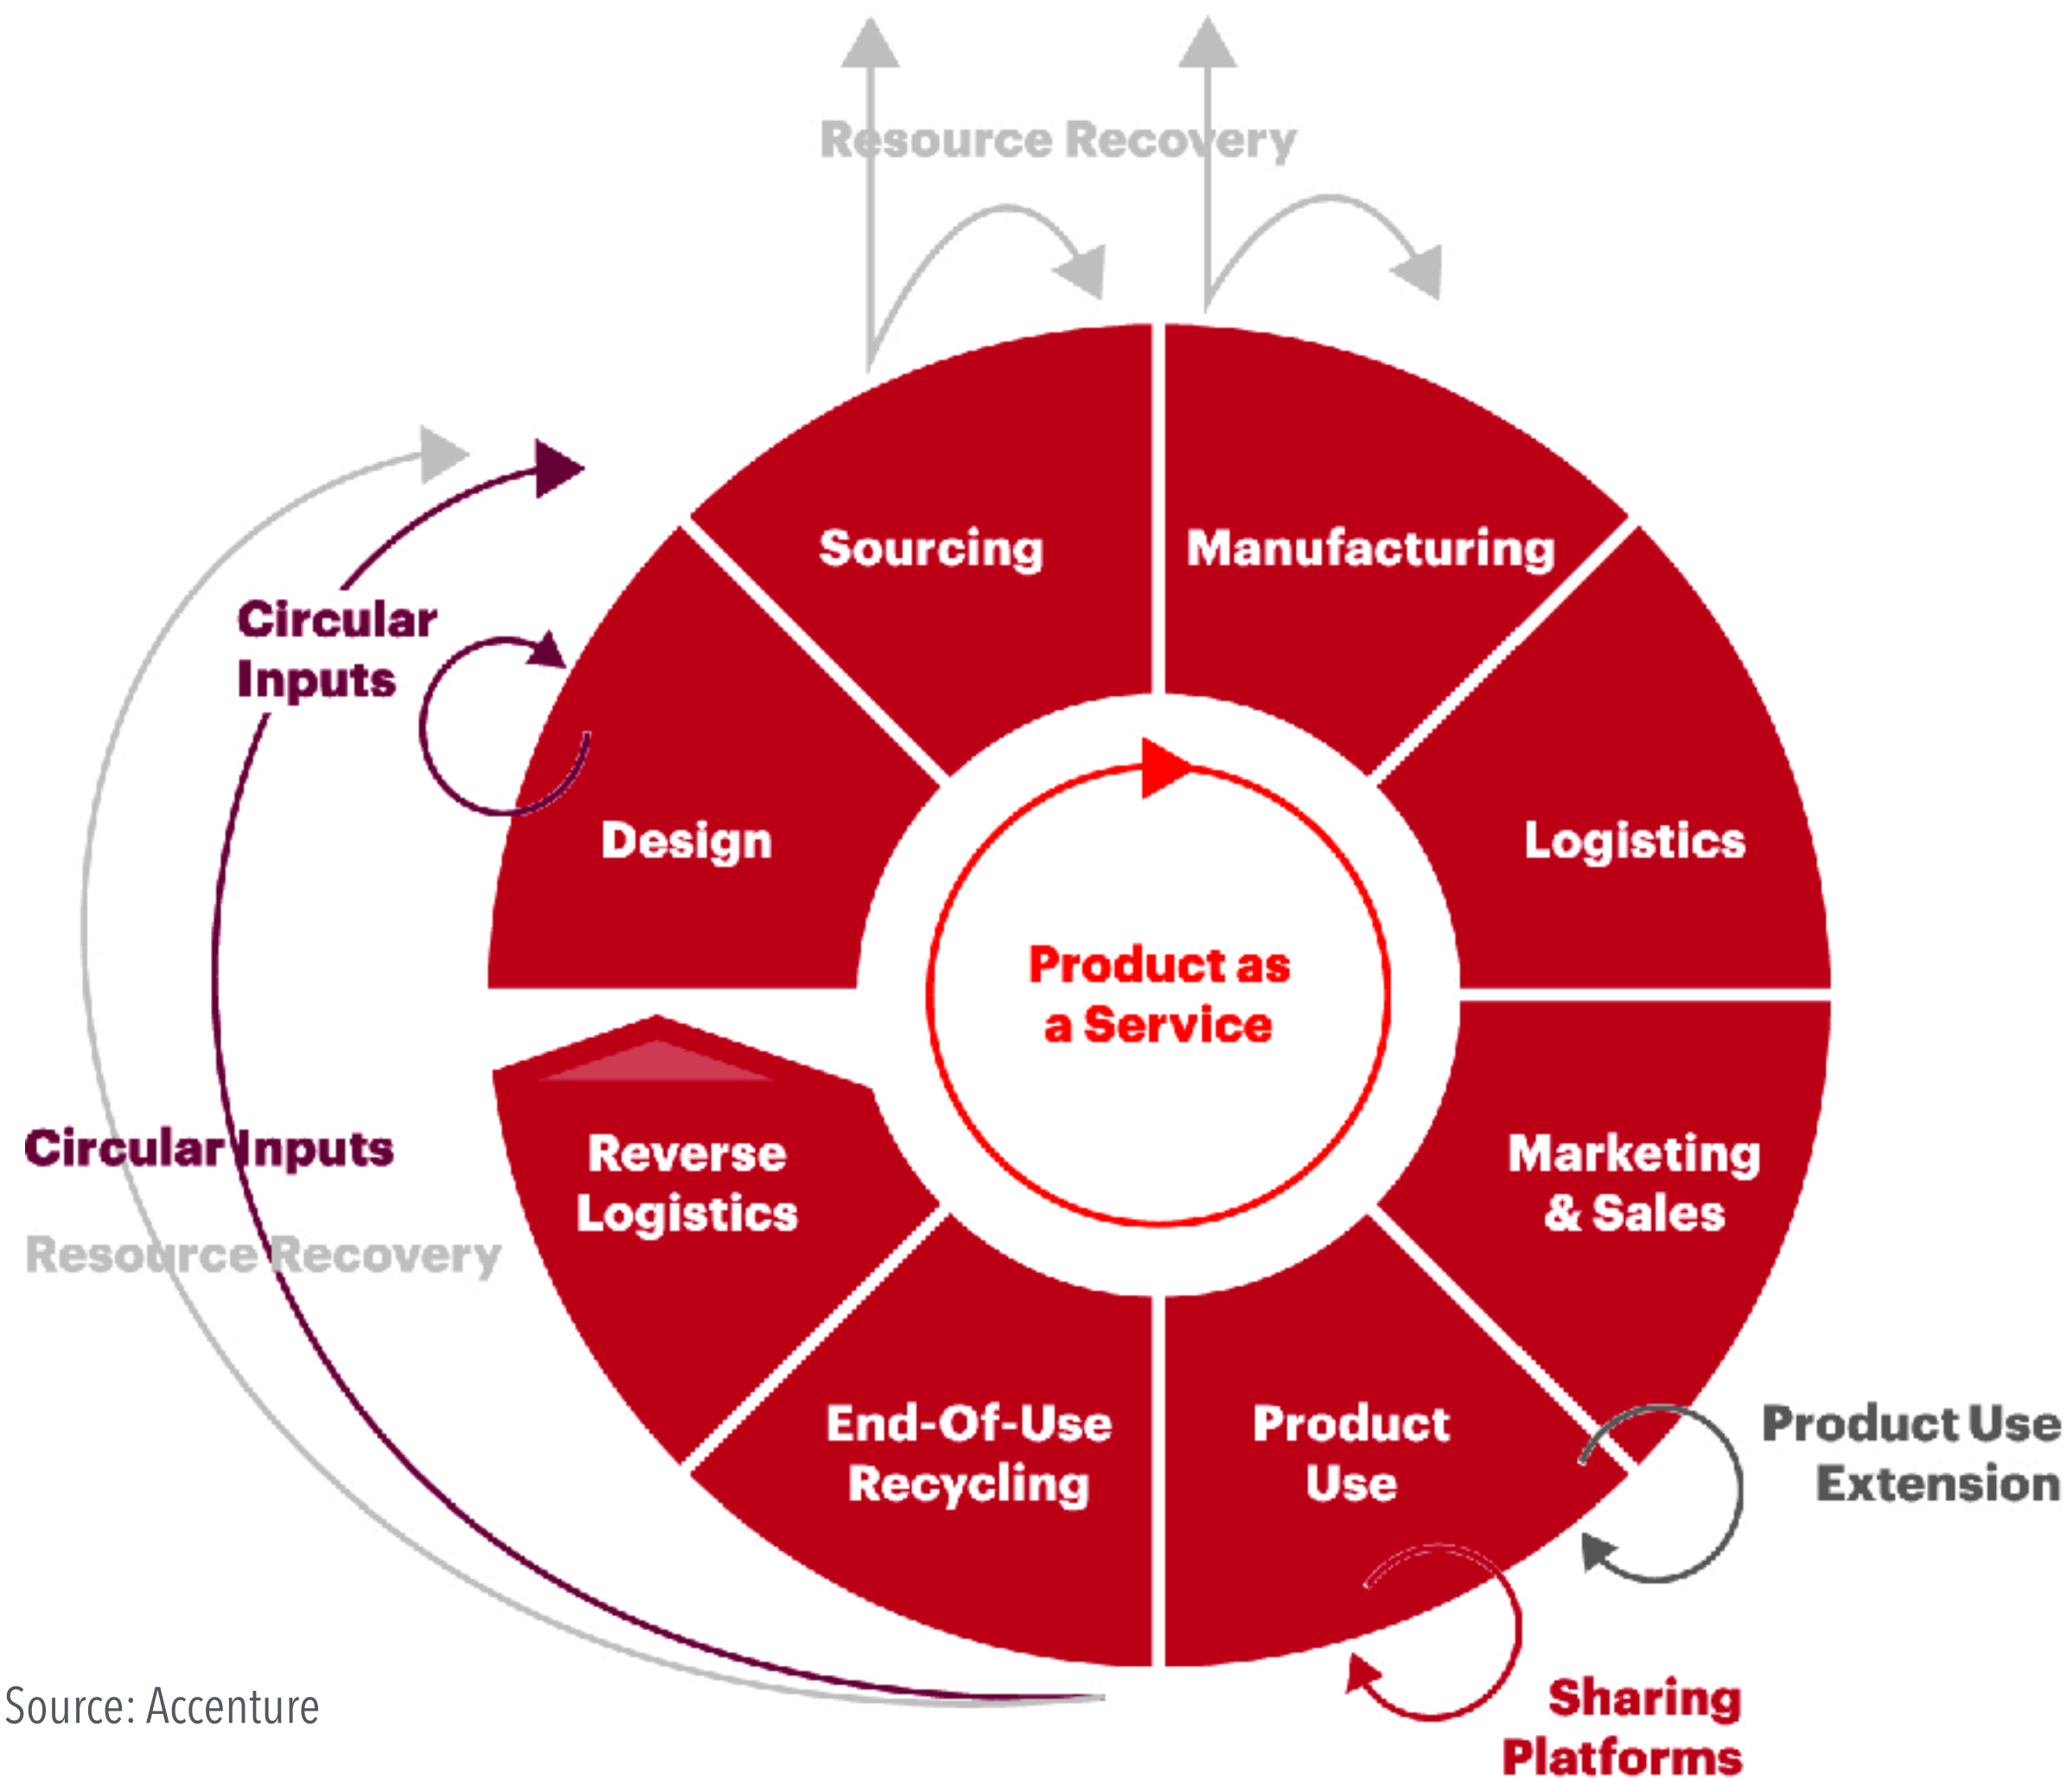 Resource Recovery
Sourcing
Manufacturing
Circular
Inputs
Design
Logistics
Product as
a Service
Circular Inputs
Reverse
Logistics
Marketing
& Sales
Resource Recovery
End-Of-Use
Recycling
Product
Use
Product Use
Extension
Sharing
Platforms
Source: Accenture